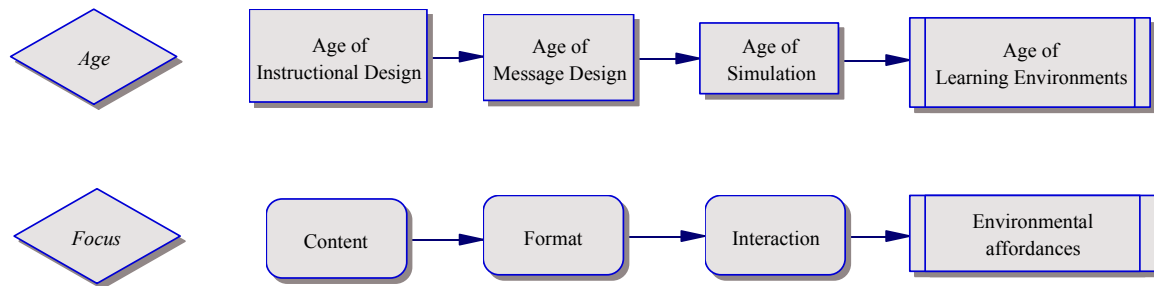 Age
Age of
Instructional Design
Age of
Message Design
Age of
Simulation
Age of
Learning Environments
Focus
Content
Format
Interaction
Environmental
affordances